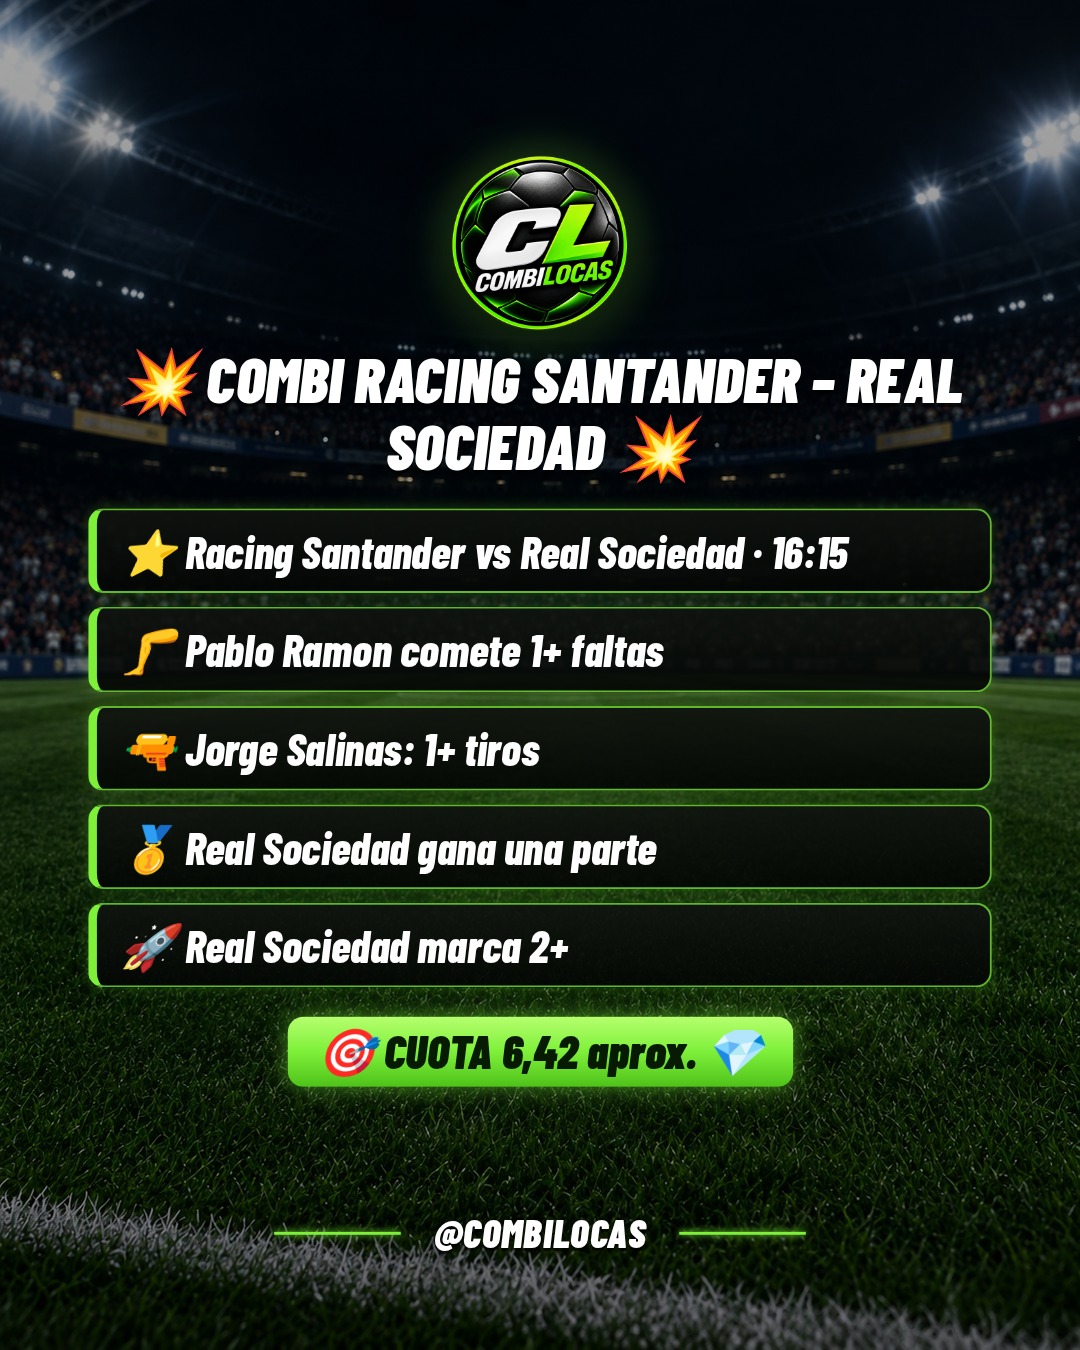 CL
COMBILOCAS
💥COMBI RACING SANTANDER - REAL
SOCIEDAD 💥
⭐Racing Santander vs Real Sociedad · 16:15
🦵Pablo Ramon comete 1+ faltas
🔫Jorge Salinas: 1+ tiros
🥇Real Sociedad gana una parte
🚀Real Sociedad marca 2+
🎯CUOTA 6,42 aprox. 💎
@COMBILOCAS